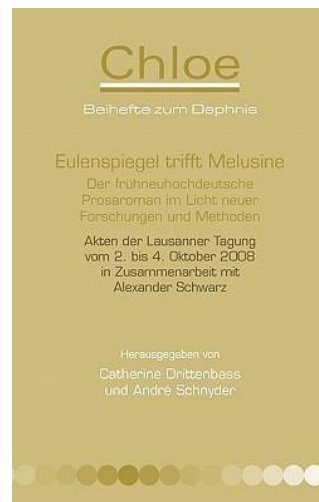 Chloe
Beihefte zum Daphnis
Eulenspiegel trifft Melusine
Der frühneuhochdeutsche
Prosaroman im Licht neuer
Forschungen und Methoden
Akten der Lausanner Tagung
vom 2. bis 4. Oktober 2008
in Zusammenarbeit mit
Alexander Schwarz
Herausgegeben von
Catherine Drittenbass
und André Schnyder